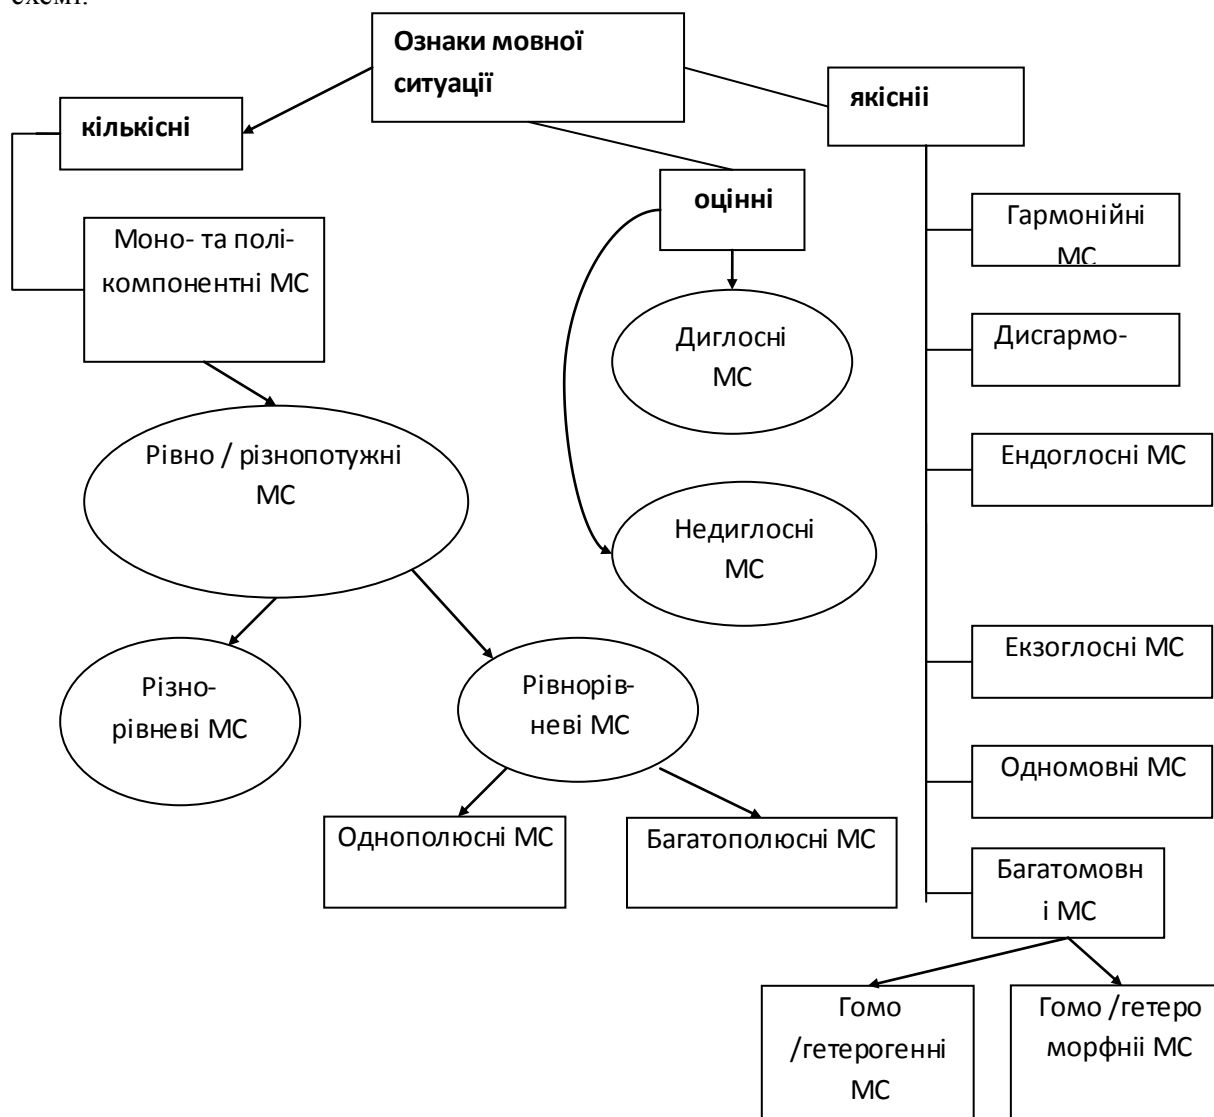 схемі.
Ознаки мовної
ситуації
кількісні
якісніі
оцінні
Моно- та полі-
компонентні МС
Гармонійні
МС
Диглосні
МС
Дисгармо-
Рівно / різнопотужні
МС
Ендоглосні МС
Недиглосні
МС
Різно-
рівневі МС
Рівнорів-
неві МС
Екзоглосні МС
Одномовні МС
Однополюсні МС
Багатополюсні МС
Багатомовн
і МС
Гомо
/гетерогенні
МС
Гомо /гетеро
морфніі МС